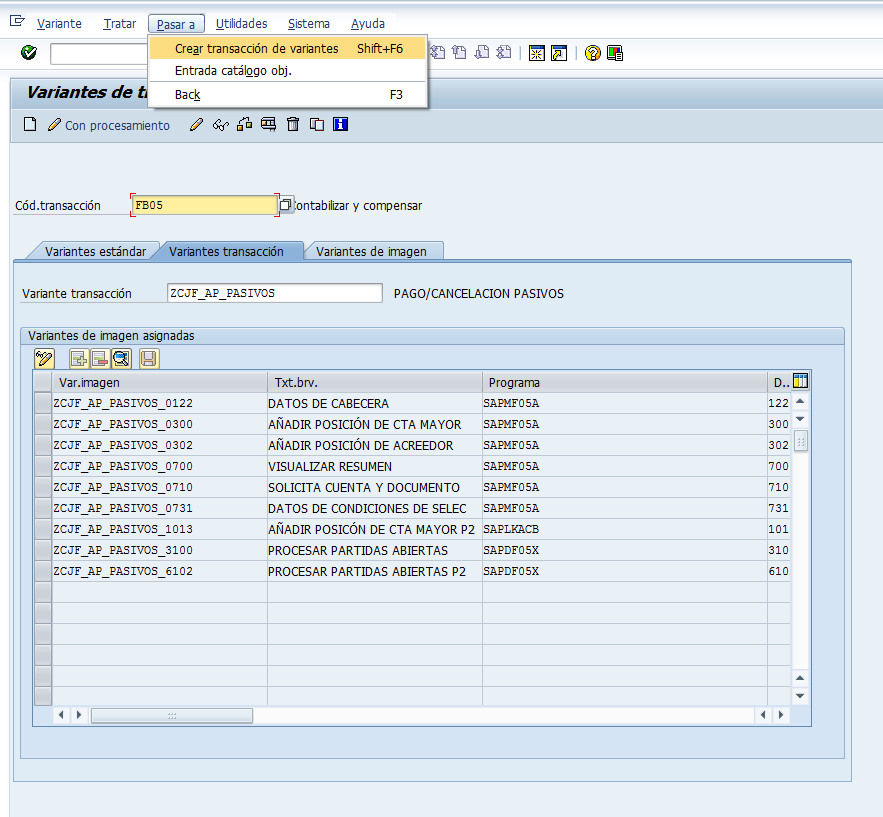 Variante Tratar Pasar a Utilidades Sistema Ayuda
Crear transacción de variantes Shift+F6
Entrada catálogo obj.
Back F3
Variantes de t
Con procesamiento
Cód.transacción FB05 Contabilizar y compensar
Variantes estándar Variantes transacción Variantes de imagen
Variante transacción ZCJF_AP_PASIVOS PAGO/CANCELACION PASIVOS
Variantes de imagen asignadas
Var.imagen Txt.brv. Programa D..
ZCJF_AP_PASIVOS_0122 DATOS DE CABECERA SAPMF05A 122
ZCJF_AP_PASIVOS_0300 AÑADIR POSICIÓN DE CTA MAYOR SAPMF05A 300
ZCJF_AP_PASIVOS_0302 AÑADIR POSICIÓN DE ACREEDOR SAPMF05A 302
ZCJF_AP_PASIVOS_0700 VISUALIZAR RESUMEN SAPMF05A 700
ZCJF_AP_PASIVOS_0710 SOLICITA CUENTA Y DOCUMENTO SAPMF05A 710
ZCJF_AP_PASIVOS_0731 DATOS DE CONDICIONES DE SELEC SAPMF05A 731
ZCJF_AP_PASIVOS_1013 AÑADIR POSICÓN DE CTA MAYOR P2 SAPLKACB 101
ZCJF_AP_PASIVOS_3100 PROCESAR PARTIDAS ABIERTAS SAPDF05X 310
ZCJF_AP_PASIVOS_6102 PROCESAR PARTIDAS ABIERTAS P2 SAPDF05X 610